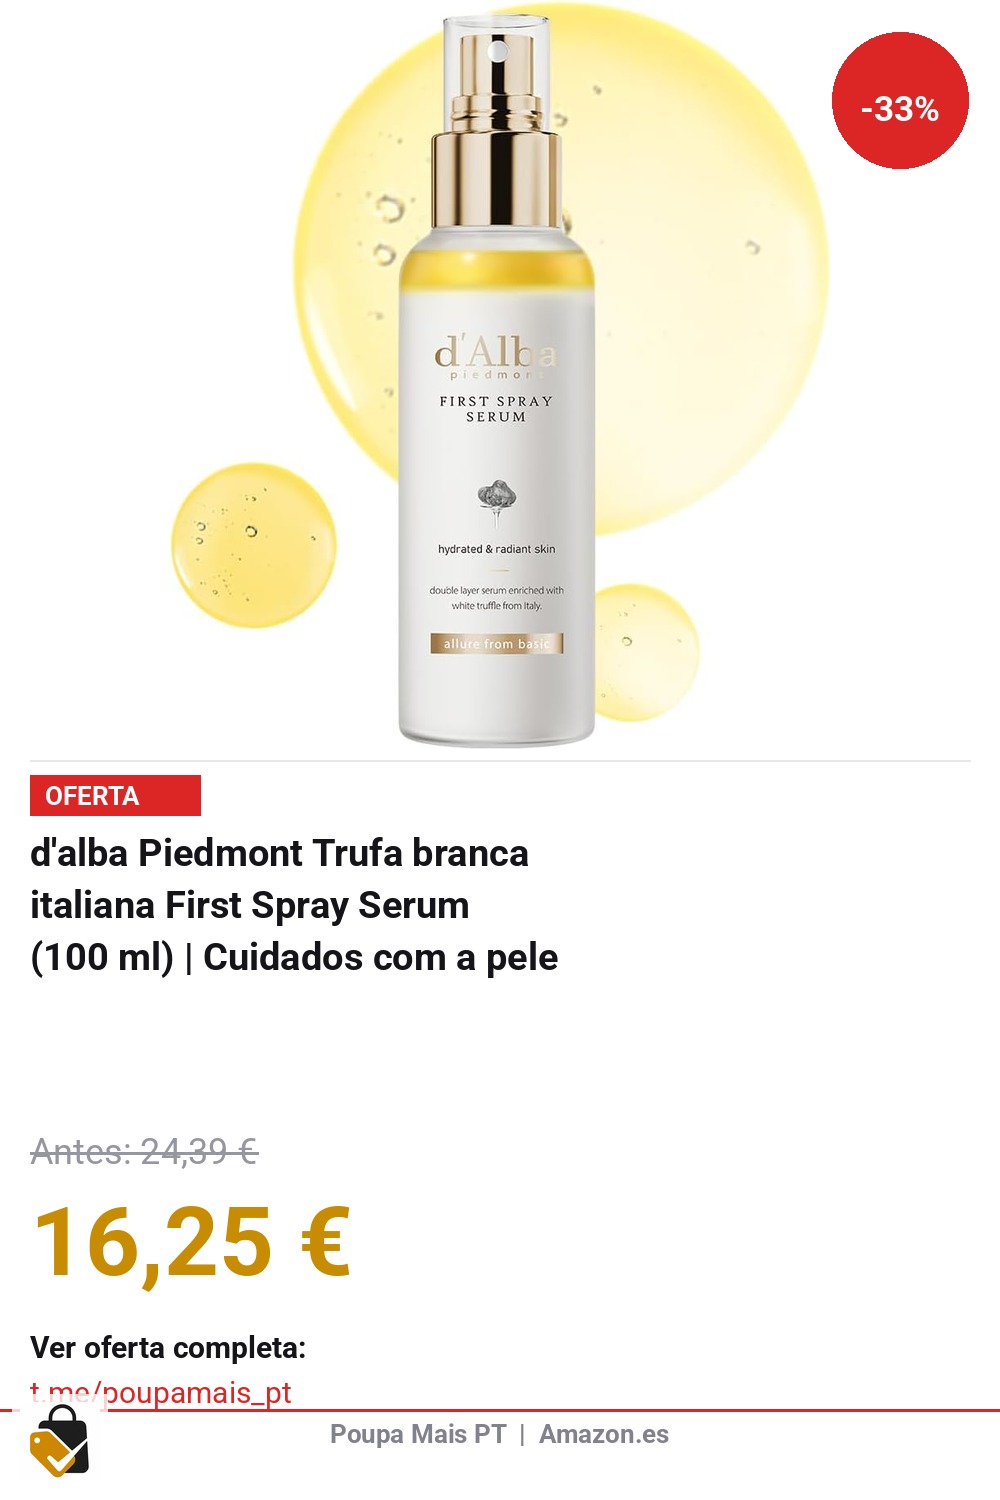 -33%
d'Alba
piedmont
FIRST SPRAY
SERUM
hydrated & radiant skin
double layer serum enriched with
white truffle from Italy.
allure from basic
OFERTA
d'alba Piedmont Trufa branca
italiana First Spray Serum
(100 ml) | Cuidados com a pele
Antes: 24,39 €
16,25 €
Ver oferta completa:
t.me/poupamais_pt
Poupa Mais PT | Amazon.es